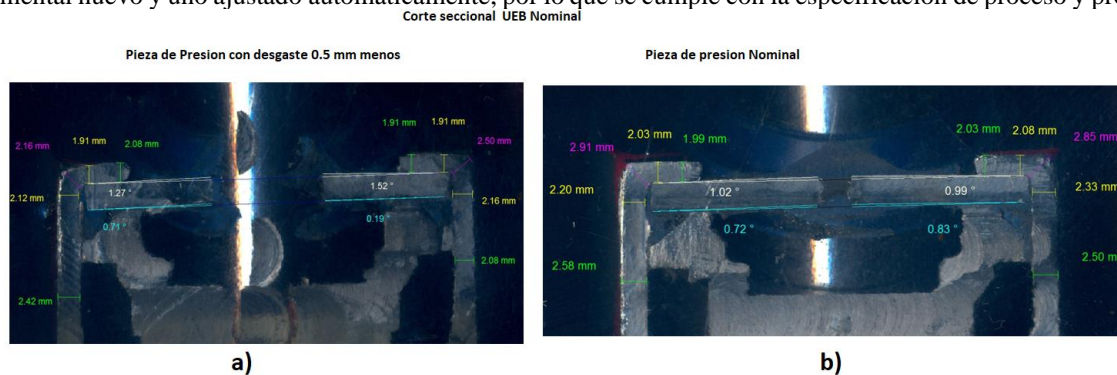 mental nuevo y uno ajustado automáticamente, por lo que se cumple con la especificación de proceso y pr
Corte seccional UEB Nominal
Pieza de Presion con desgaste 0.5 mm menos
Pieza de presion Nominal
2.16 mm
1.91 mm
2.08 mm
1.91 mm
1.91 mm
2.50 mm
1.27 °
1.52 °
2.12 mm
2.16 mm
0.71 °
0.19 °
2.08 mm
2.42 mm
2.91 mm
2.03 mm
1.99 mm
2.03 mm
2.08 mm
2.85 mm
2.20 mm
1.02 °
0.99 °
2.33 mm
0.72 °
0.83 °
2.58 mm
2.50 m
a)
b)